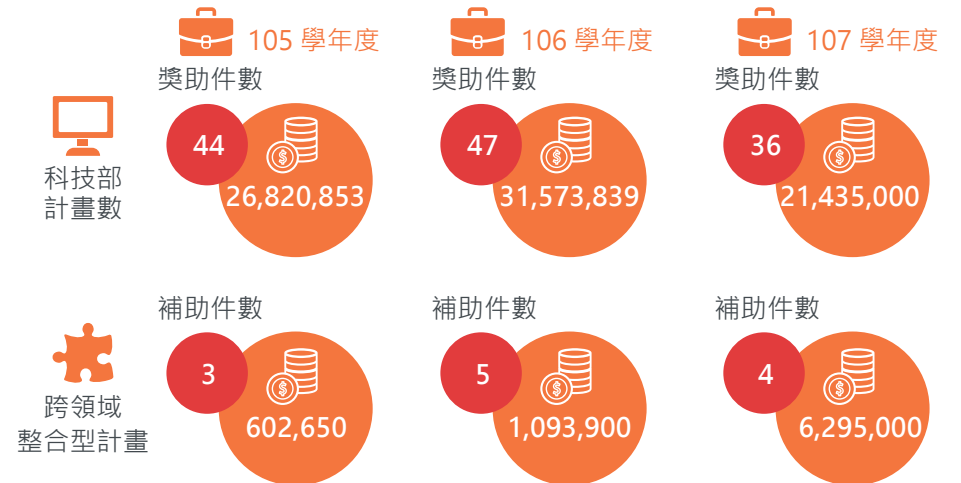 105 學年度
106 學年度
107 學年度
獎助件數
獎助件數
獎助件數
科技部
計畫數
44
26,820,853
47
31,573,839
36
21,435,000
補助件數
補助件數
補助件數
跨領域
整合型計畫
3
602,650
5
1,093,900
4
6,295,000